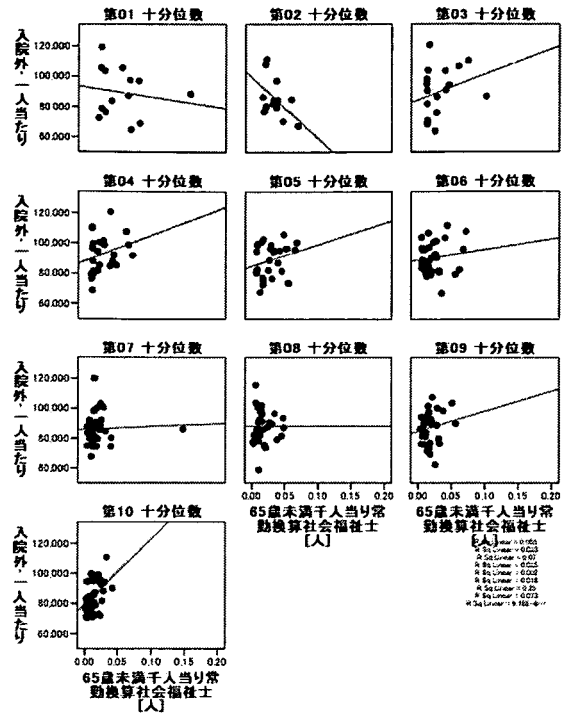 第01 十分位数
第02 十分位数
第03 十分位数
入院外・一人当たり
120.000
100.000
80.000
60.000
第04 十分位数
第05 十分位数
第06 十分位数
入院外・一人当たり
120.000
100.000
80.000
60.000
第07 十分位数
第08 十分位数
第09 十分位数
入院外・一人当たり
120.000
100.000
80.000
60.000
0.00 0.05 0.10 0.15 0.20
0.00 0.05 0.10 0.15 0.20
65歳未満千人当り常
勤換算社会福祉士
[人]
65歳未満千人当り常
勤換算社会福祉士
[人]
第10 十分位数
入院外・一人当たり
120.000
100.000
80.000
60.000
0.00 0.05 0.10 0.15 0.20
65歳未満千人当り常
勤換算社会福祉士
[人]